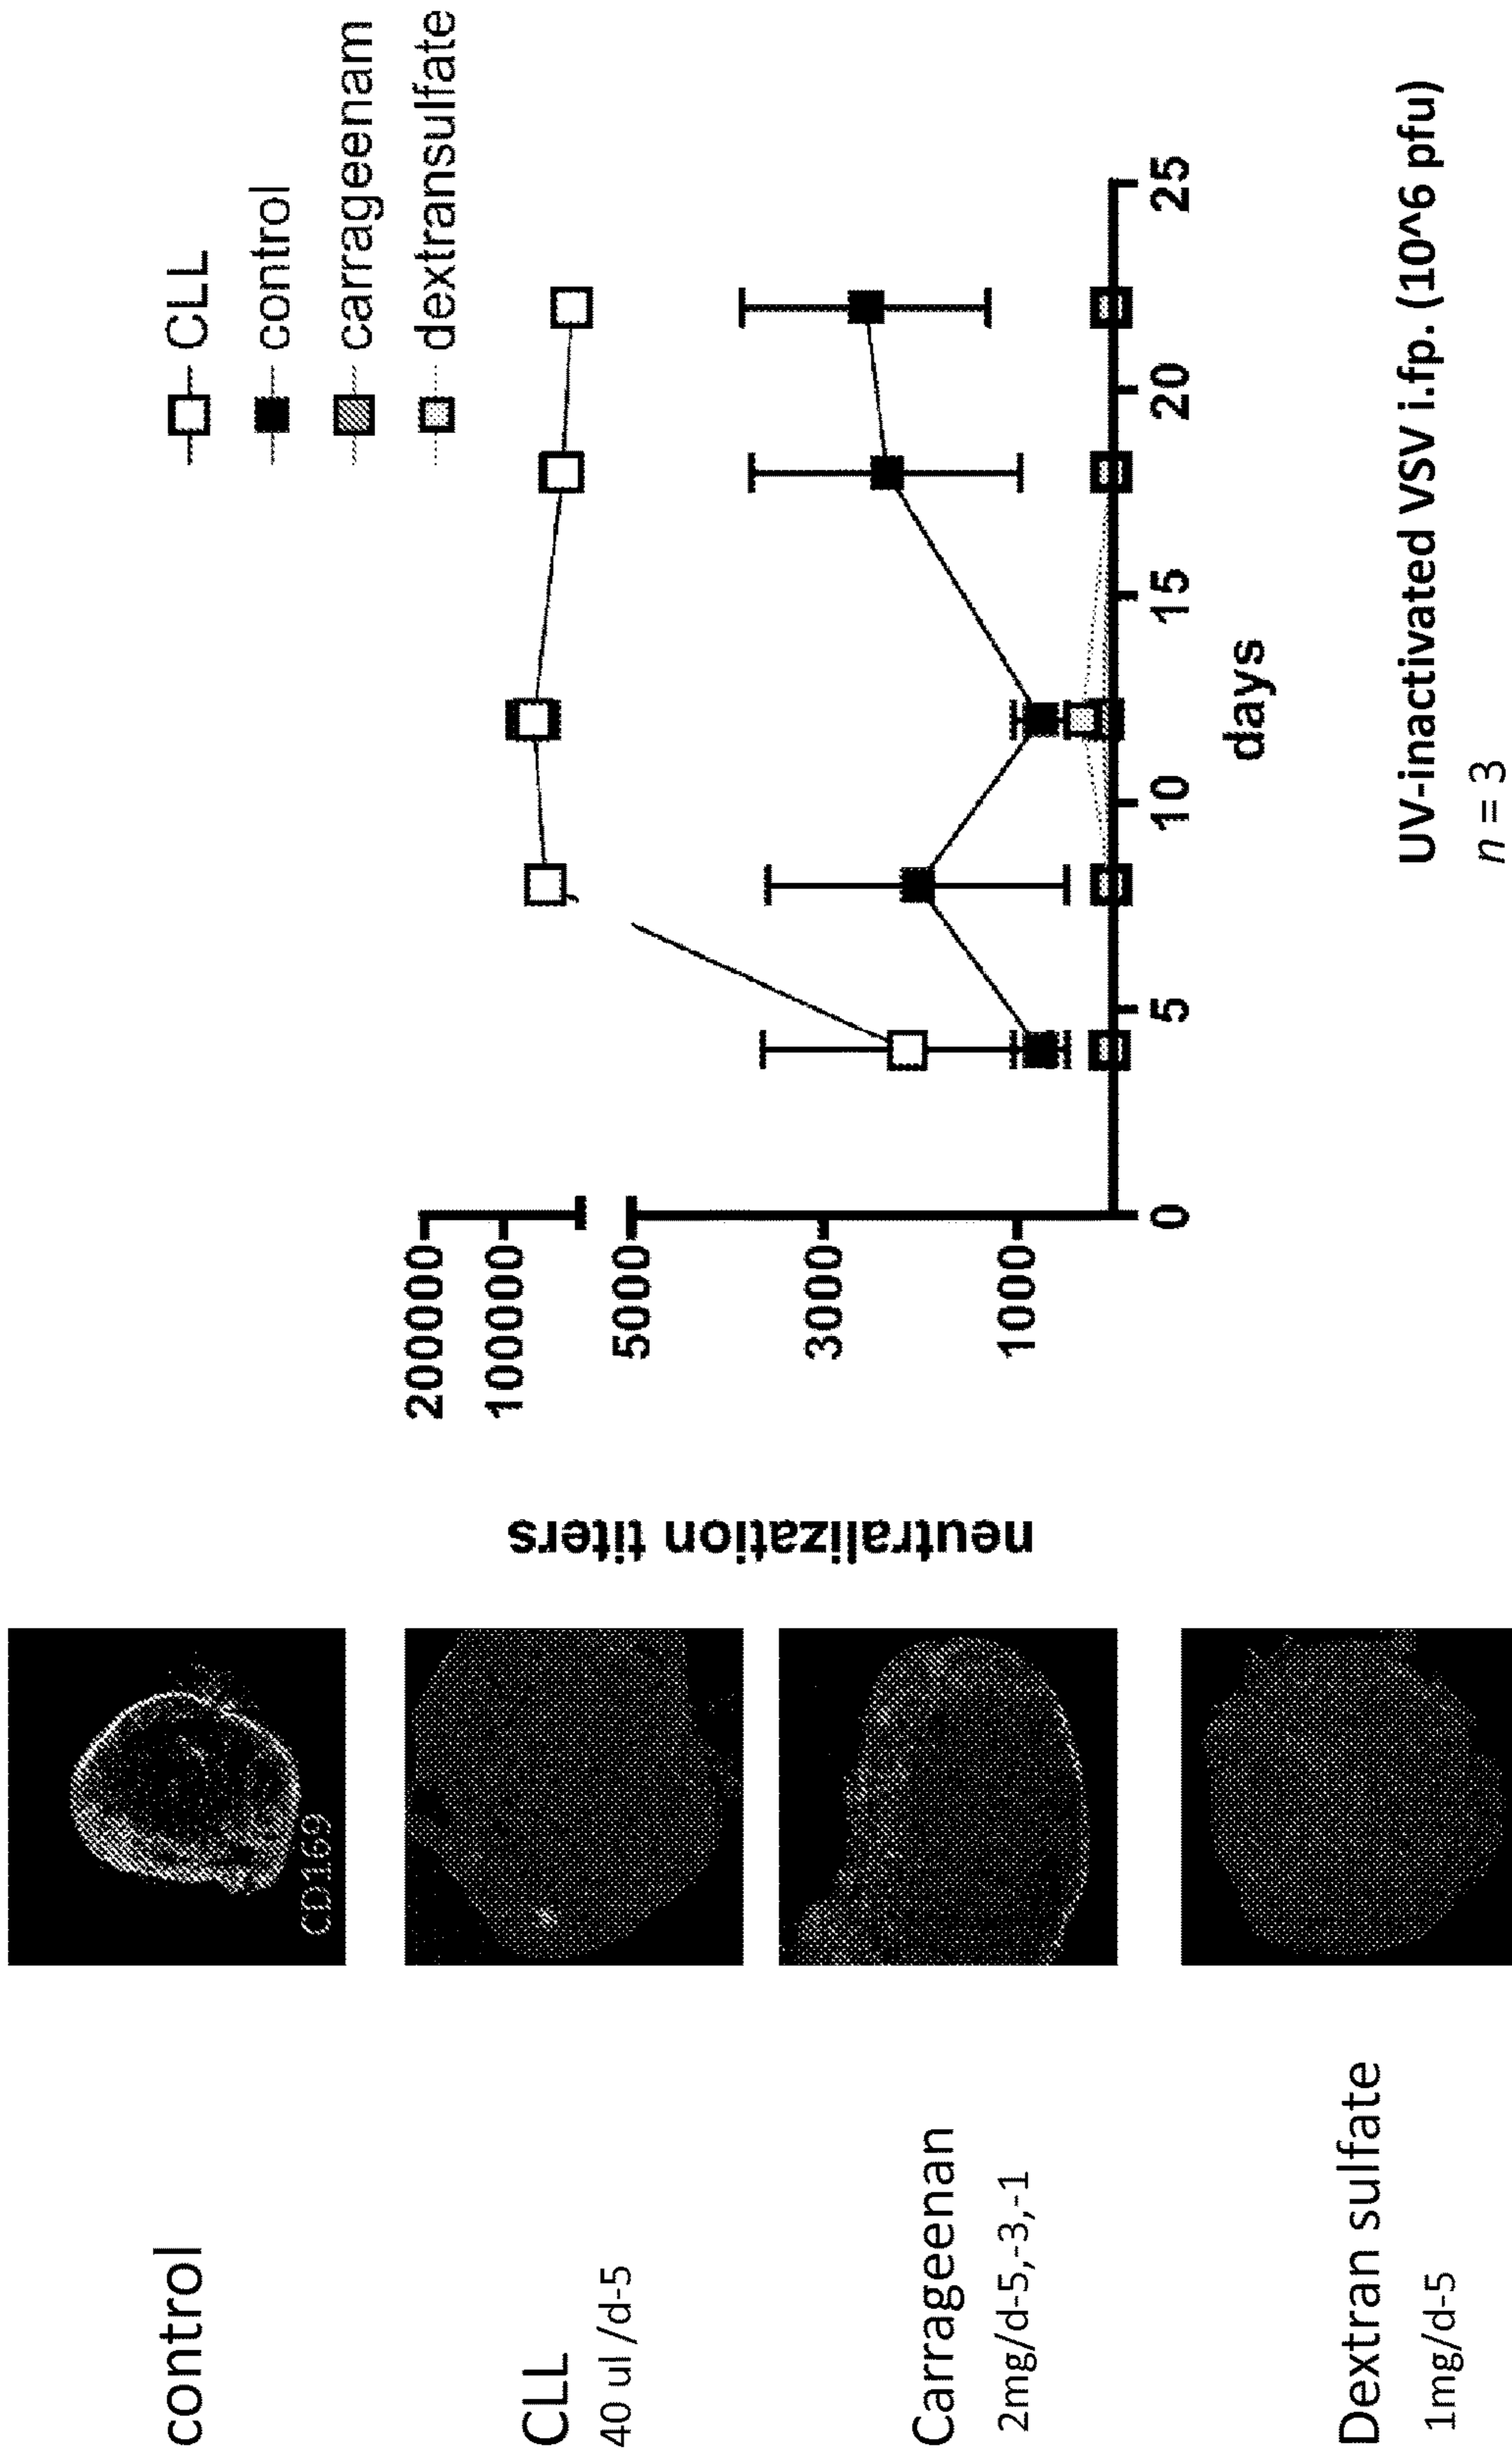 control
CLL
40 ul /d-5
Carrageenan
2mg/d-5,-3,-1
Dextran sulfate
1mg/d-5
CD169
neutralization titers
200000
100000
5000
3000
1000
0
5
10
15
20
25
days
CLL
control
carrageenam
dextransulfate
UV-inactivated VSV i.fp. (10^6 pfu)
n = 3